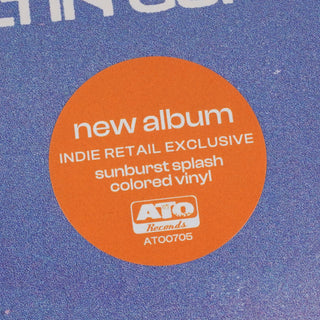 new album
INDIE RETAIL EXCLUSIVE
sunburst splash
colored vinyl
ATO
Records
ATO0705